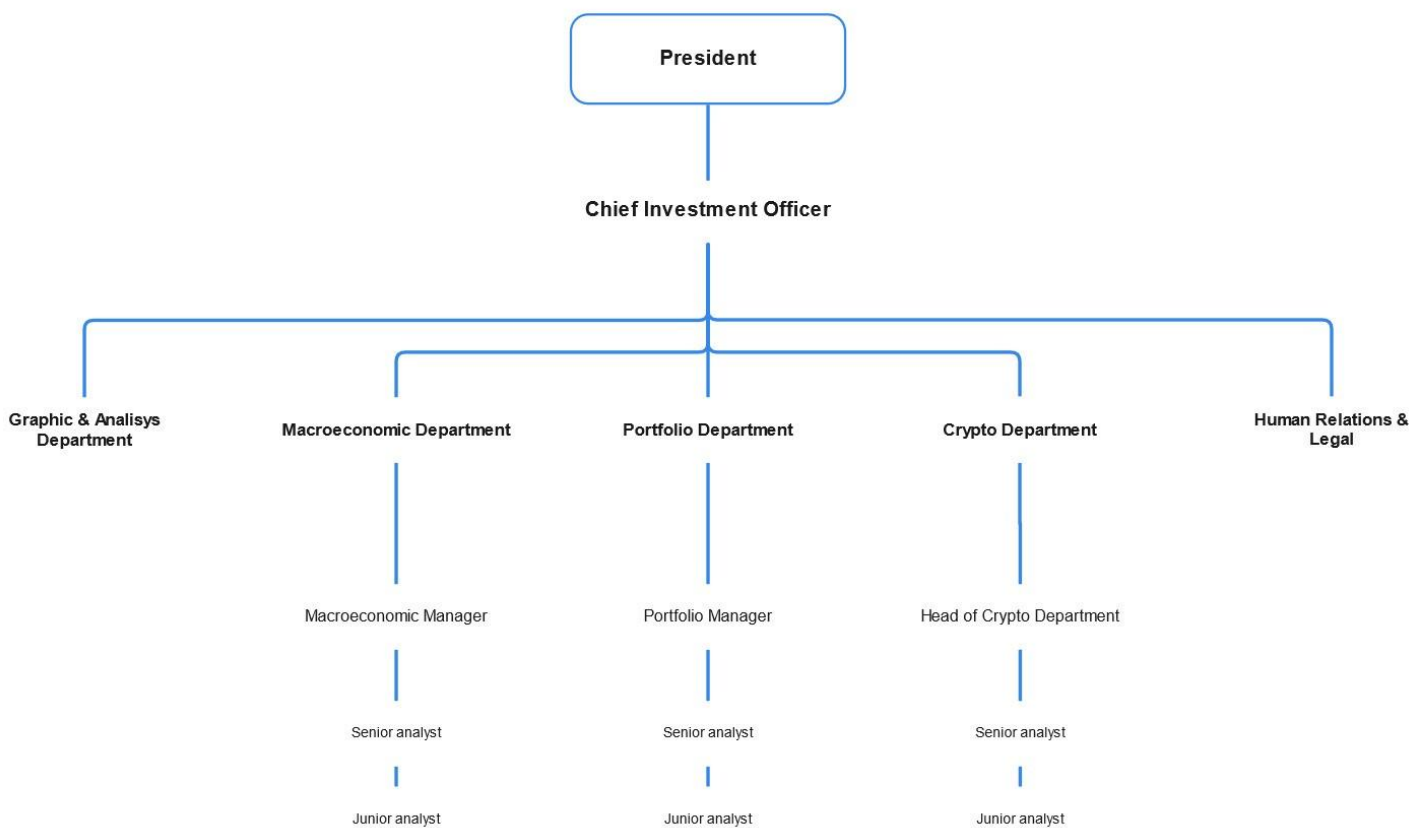 President
Chief Investment Officer
Graphic & Analisys
Department
Macroeconomic Department
Portfolio Department
Crypto Department
Human Relations &
Legal
Macroeconomic Manager
Portfolio Manager
Head of Crypto Department
Senior analyst
Senior analyst
Senior analyst
Junior analyst
Junior analyst
Junior analyst